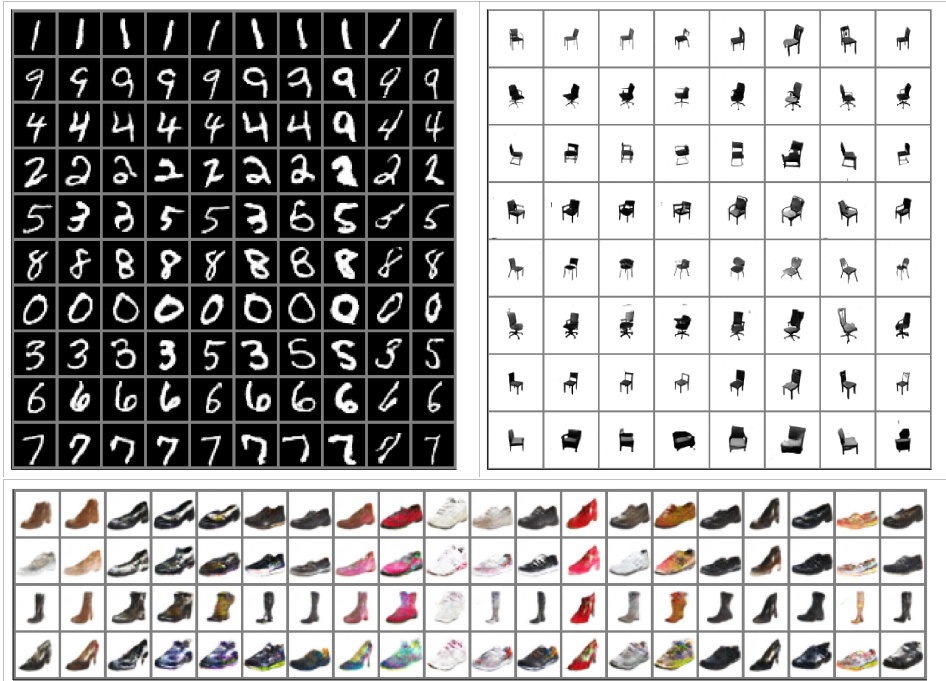 1 1 1 1 1 1 1 1 1 1
9 9 9 9 9 9 9 9 9 9
4 4 4 4 4 4 4 9 4 4
2 2 2 2 2 2 2 2 2 2
5 3 3 5 5 3 5 5 8
8 8 8 8 8 8 8 8 8
0 0 0 0 0 0 0 0 0 0
3 3 3 3 5 3 5 5 3 5
6 6 6 6 6 6 6 6 6 6
7 7 7 7 7 7 7 7 7